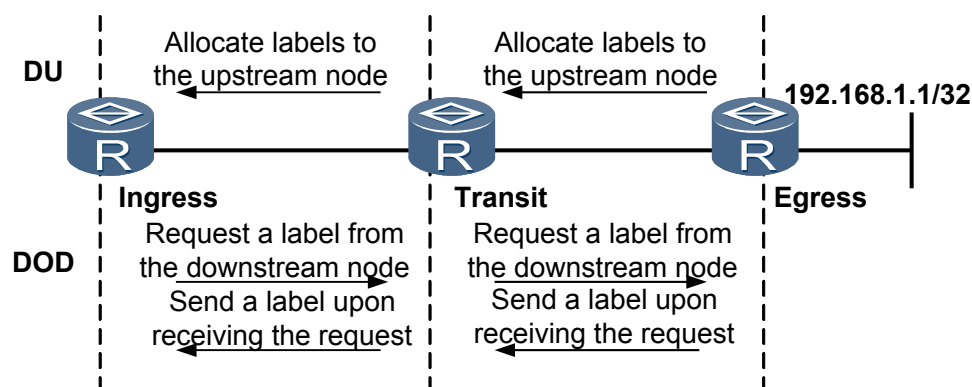 DU
Allocate labels to
the upstream node
Allocate labels to
the upstream node
192.168.1.1/32
R
R
R
Ingress
Transit
Egress
DOD
Request a label from
the downstream node
Send a label upon
receiving the request
Request a label from
the downstream node
Send a label upon
receiving the request